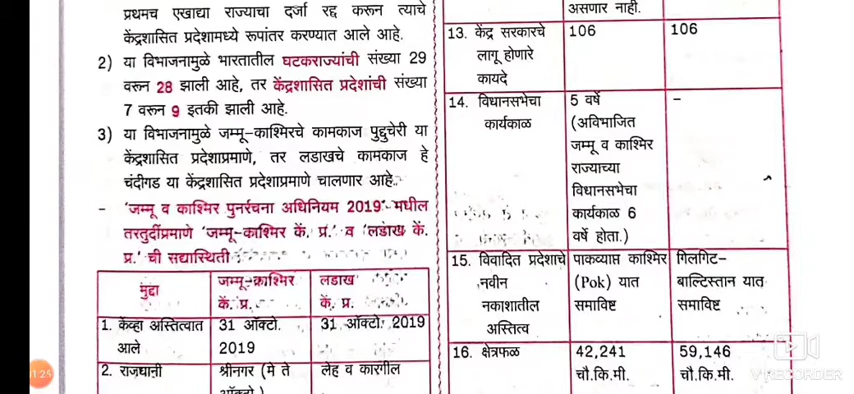 प्रथमच एखाद्या राज्याचा दर्जा रद्द करून त्याचे
केंद्रशासित प्रदेशामध्ये रूपांतर करण्यात आले आहे.
2) या विभाजनामुळे भारतातील घटकराज्यांची संख्या 29
वरून 28 झाली आहे, तर केंद्रशासित प्रदेशांची संख्या
7 वरून 9 इतकी झाली आहे.
3) या विभाजनामुळे जम्मू-काश्मिरचे कामकाज पुद्दुचेरी या
केंद्रशासित प्रदेशाप्रमाणे, तर लडाखचे कामकाज हे
चंदीगड या केंद्रशासित प्रदेशाप्रमाणे चालणार आहे.
- 'जम्मू व काश्मिर पुनर्रचना अधिनियम 2019' मधील
तरतुदींप्रमाणे 'जम्मू-काश्मिर कें. प्र.' व 'लडाख कें.
प्र.' ची सद्यास्थिती
मुद्दा जम्मू-काश्मिर लडाख
कें. प्र. कें. प्र.
1. केंव्हा अस्तित्वात 31 ऑक्टो. 31 ऑक्टो. 2019
आले 2019
2. राजधानी श्रीनगर (मे ते लेह व कारगील
ऑक्टो.)
असणार नाही.
13. केंद्र सरकारचे 106 106
लागू होणारे
कायदे
14. विधानसभेचा 5 वर्षे -
कार्यकाळ (अविभाजित
जम्मू व काश्मिर
राज्याच्या
विधानसभेचा
कार्यकाळ 6
वर्षे होता.)
15. विवादित प्रदेशाचे पाकव्याप्त काश्मिर गिलगिट-
नवीन (Pok) यात बाल्टिस्तान यात
नकाशातील समाविष्ट समाविष्ट
अस्तित्व
16. क्षेत्रफळ 42,241 59,146
चौ.कि.मी. चौ.कि.मी.
1:25
VRECORDER